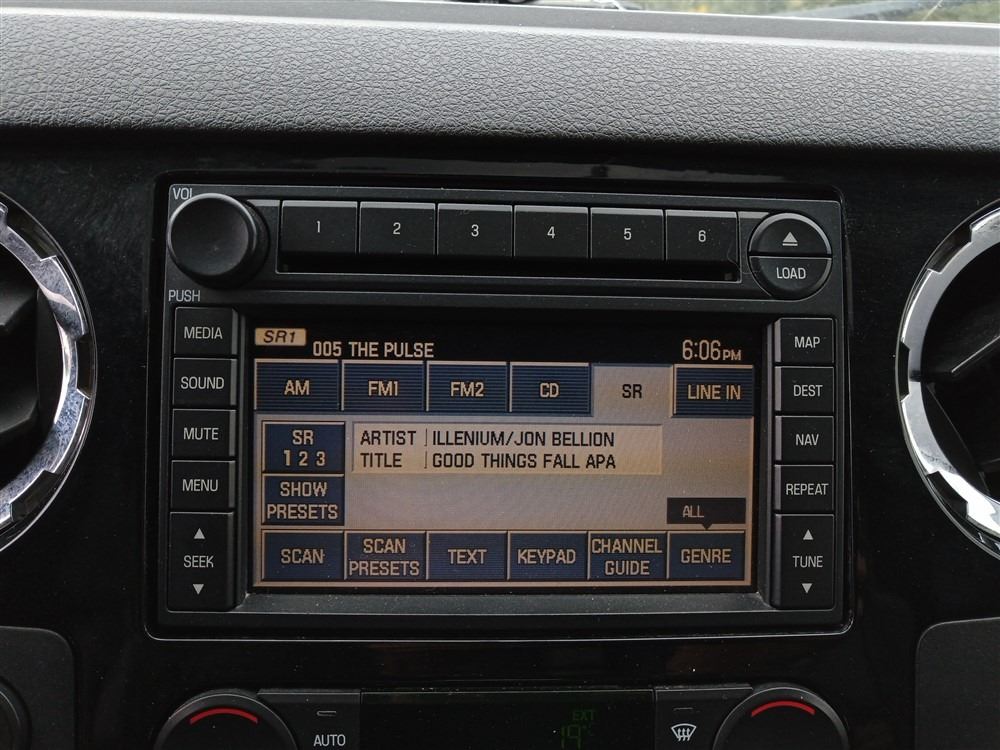 VOL
1 2 3 4 5 6
LOAD
PUSH
MEDIA
SOUND
MUTE
MENU
SEEK
SR1
005 THE PULSE
6:06PM
AM FM1 FM2 CD SR LINE IN
SR
1 2 3
ARTIST ILLENIUM/JON BELLION
TITLE GOOD THINGS FALL APA
SHOW
PRESETS
ALL
SCAN
SCAN
PRESETS
TEXT
KEYPAD
CHANNEL
GUIDE
GENRE
MAP
DEST
NAV
REPEAT
TUNE
AUTO
EXT
19°C